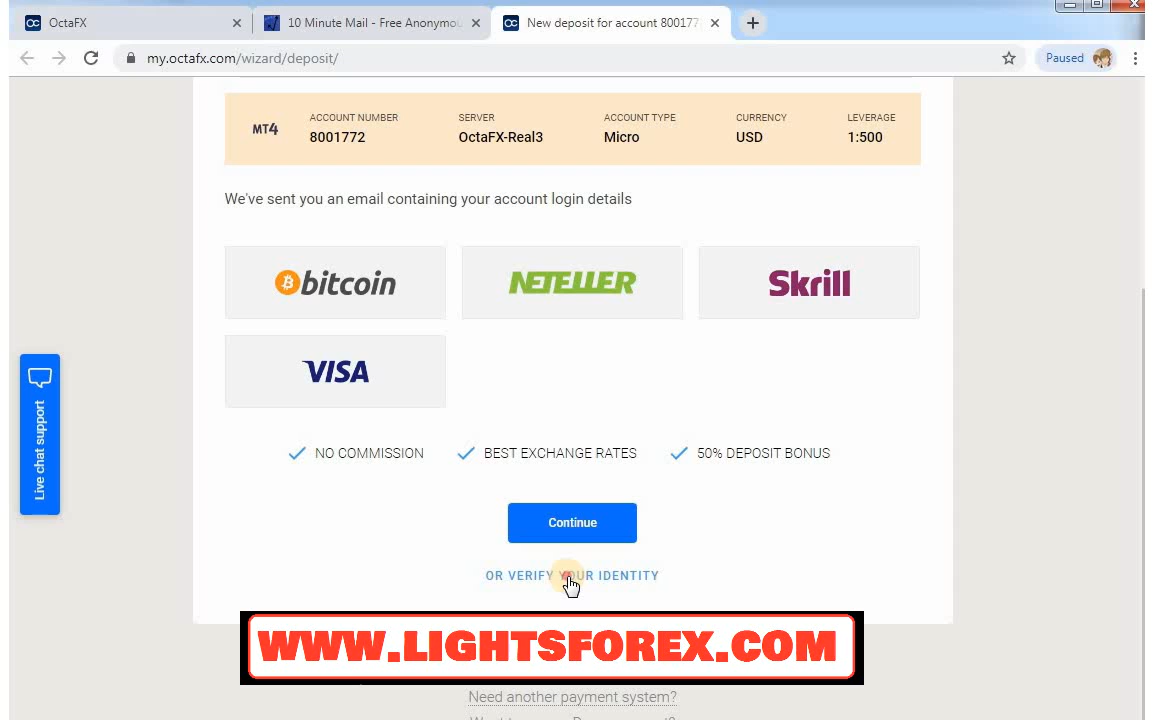 OctaFX
10 Minute Mail - Free Anonymou
New deposit for account 800177
my.octafx.com/wizard/deposit/
Paused
MT4
ACCOUNT NUMBER
8001772
SERVER
OctaFX-Real3
ACCOUNT TYPE
Micro
CURRENCY
USD
LEVERAGE
1:500
We've sent you an email containing your account login details
bitcoin
NETELLER
Skrill
VISA
Live chat support
NO COMMISSION
BEST EXCHANGE RATES
50% DEPOSIT BONUS
Continue
OR VERIFY YOUR IDENTITY
WWW.LIGHTSFOREX.COM
Need another payment system?